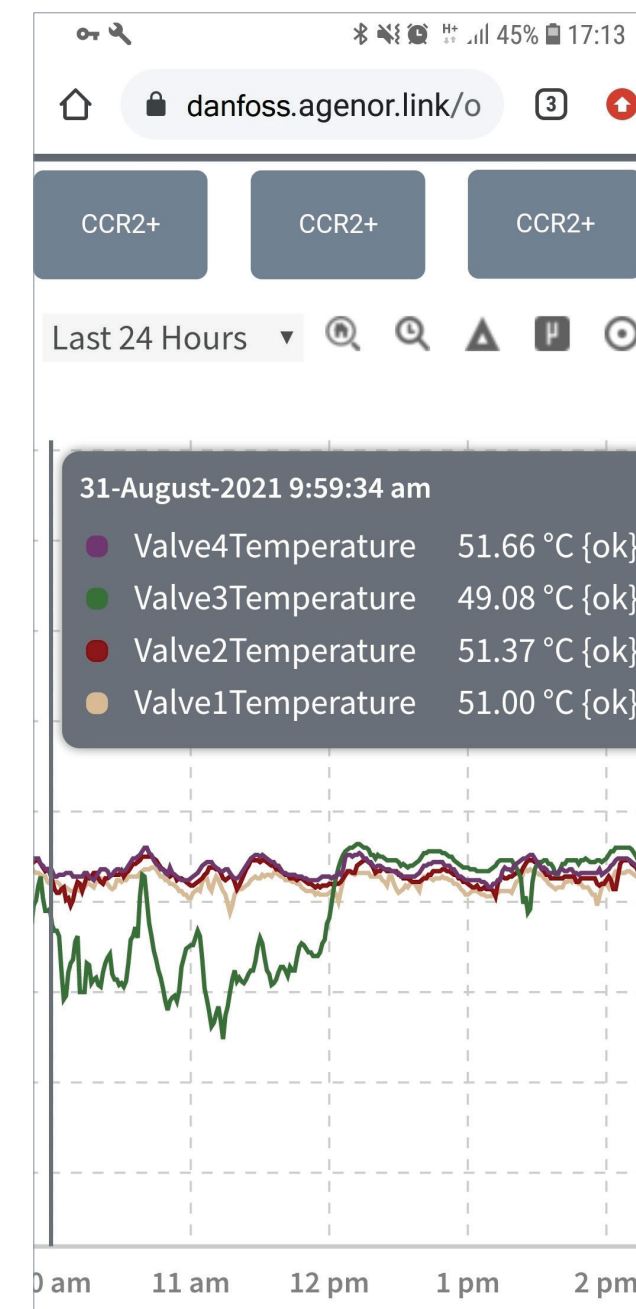 H+ 45% 17:13
danfoss.agenor.link/o 3
CCR2+ CCR2+ CCR2+
Last 24 Hours ▼ μ
31-August-2021 9:59:34 am
Valve4Temperature 51.66 °C {ok}
Valve3Temperature 49.08 °C {ok}
Valve2Temperature 51.37 °C {ok}
Valve1Temperature 51.00 °C {ok}
0 am 11 am 12 pm 1 pm 2 pm